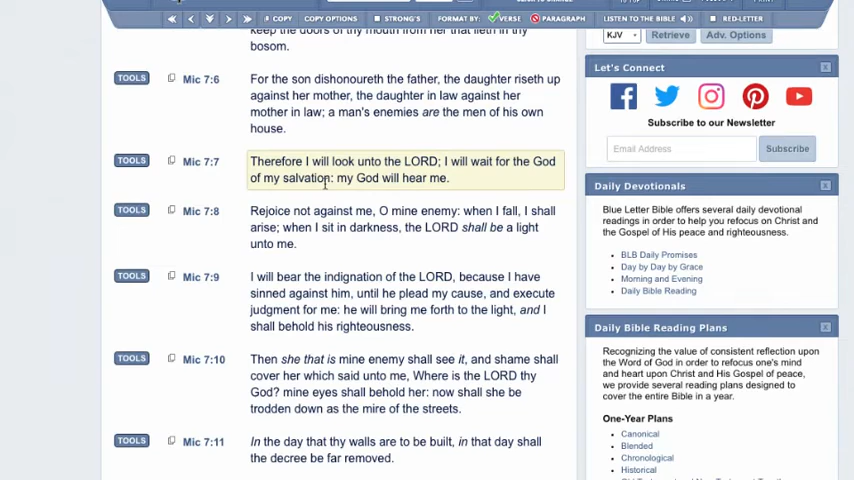 COPY COPY OPTIONS STRONG'S FORMAT BY: VERSE PARAGRAPH LISTEN TO THE BIBLE RED-LETTER
keep the doors of thy mouth from her that lieth in thy
bosom.
TOOLS Mic 7:6 For the son dishonoureth the father, the daughter riseth up
against her mother, the daughter in law against her
mother in law; a man's enemies are the men of his own
house.
TOOLS Mic 7:7 Therefore I will look unto the LORD; I will wait for the God
of my salvation: my God will hear me.
TOOLS Mic 7:8 Rejoice not against me, O mine enemy: when I fall, I shall
arise; when I sit in darkness, the LORD shall be a light
unto me.
TOOLS Mic 7:9 I will bear the indignation of the LORD, because I have
sinned against him, until he plead my cause, and execute
judgment for me: he will bring me forth to the light, and I
shall behold his righteousness.
TOOLS Mic 7:10 Then she that is mine enemy shall see it, and shame shall
cover her which said unto me, Where is the LORD thy
God? mine eyes shall behold her: now shall she be
trodden down as the mire of the streets.
TOOLS Mic 7:11 In the day that thy walls are to be built, in that day shall
the decree be far removed.
KJV Retrieve Adv. Options
Let's Connect
Subscribe to our Newsletter
Email Address Subscribe
Daily Devotionals
Blue Letter Bible offers several daily devotional
readings in order to help you refocus on Christ and
the Gospel of His peace and righteousness.
BLB Daily Promises
Day by Day by Grace
Morning and Evening
Daily Bible Reading
Daily Bible Reading Plans
Recognizing the value of consistent reflection upon
the Word of God in order to refocus one's mind
and heart upon Christ and His Gospel of peace,
we provide several reading plans designed to
cover the entire Bible in a year.
One-Year Plans
Canonical
Blended
Chronological
Historical